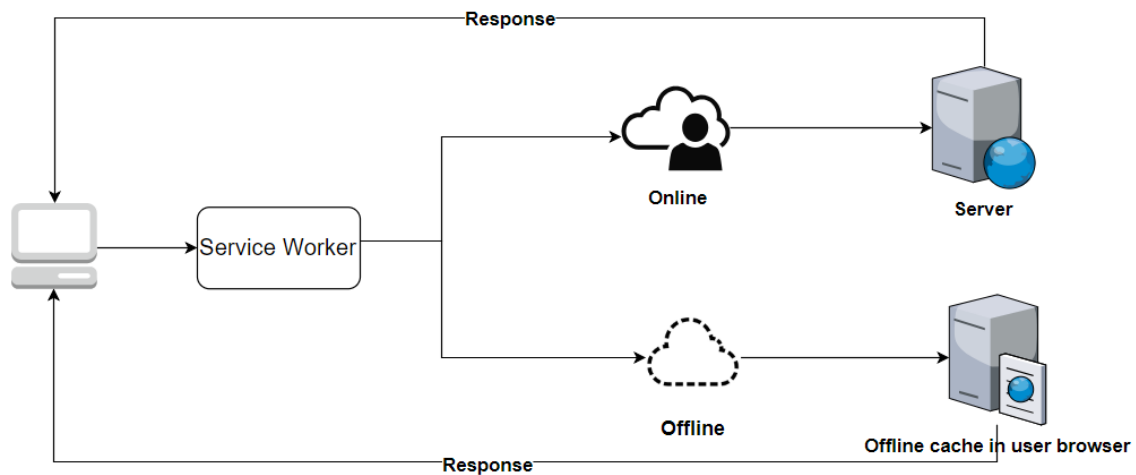 Response
Online
Server
Service Worker
Offline
Offline cache in user browser
Response